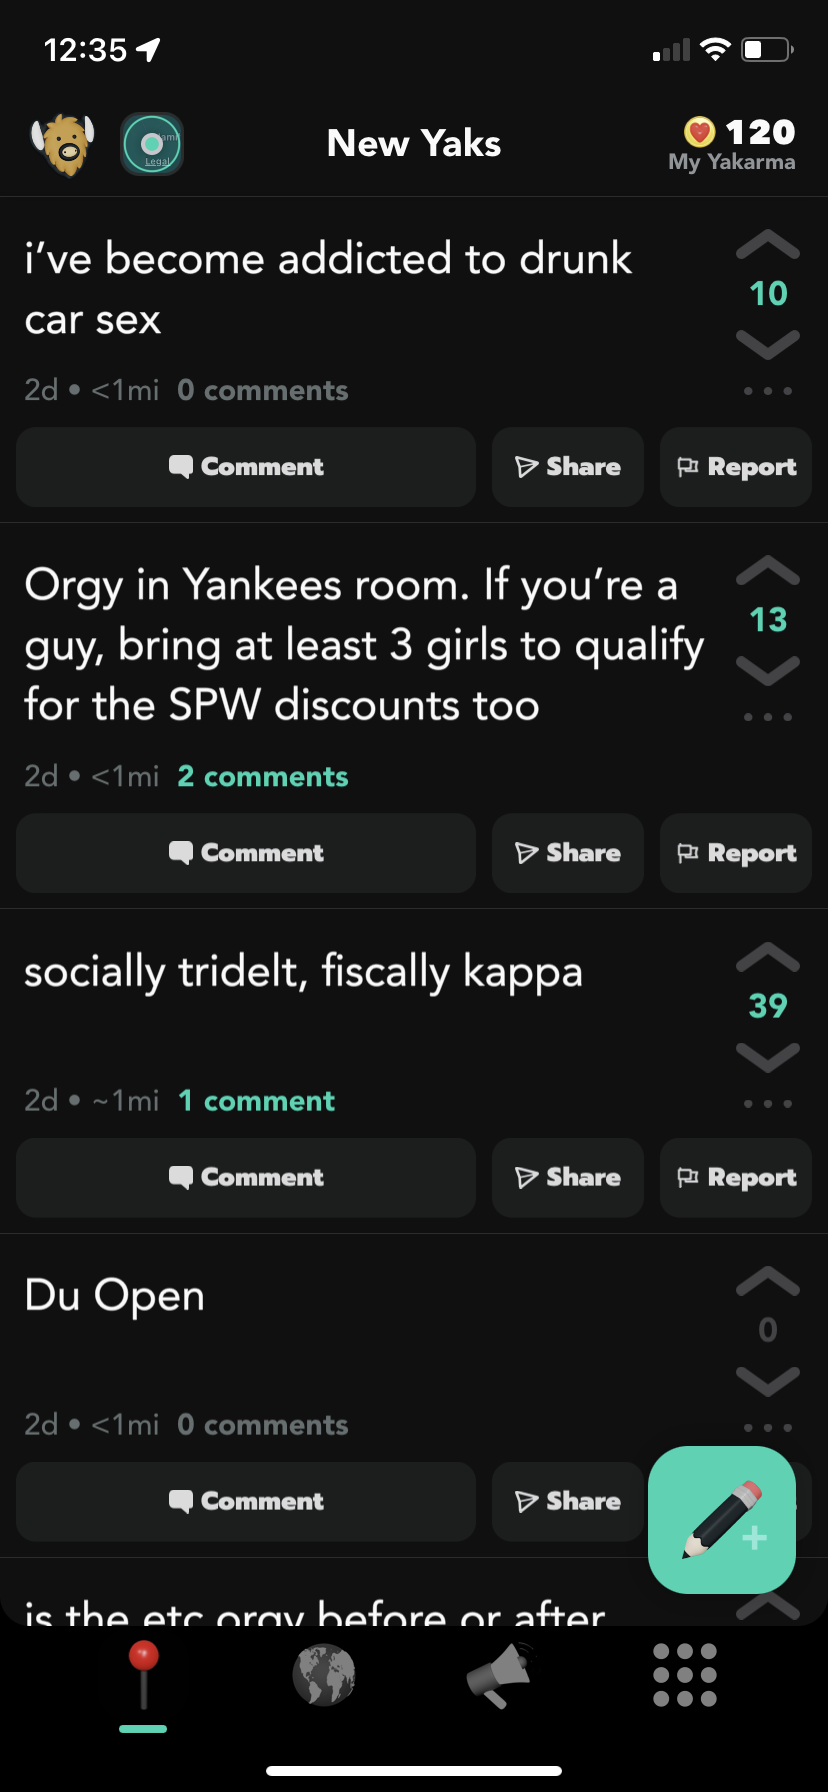 12:35
Legal
New Yaks
120
My Yakarma
i’ve become addicted to drunk
car sex
10
2d • <1mi 0 comments
Comment Share Report
Orgy in Yankees room. If you’re a
guy, bring at least 3 girls to qualify
for the SPW discounts too
13
2d • <1mi 2 comments
Comment Share Report
socially tridelt, fiscally kappa
39
2d • ~1mi 1 comment
Comment Share Report
Du Open
0
2d • <1mi 0 comments
Comment Share
is the etc orgy before or after